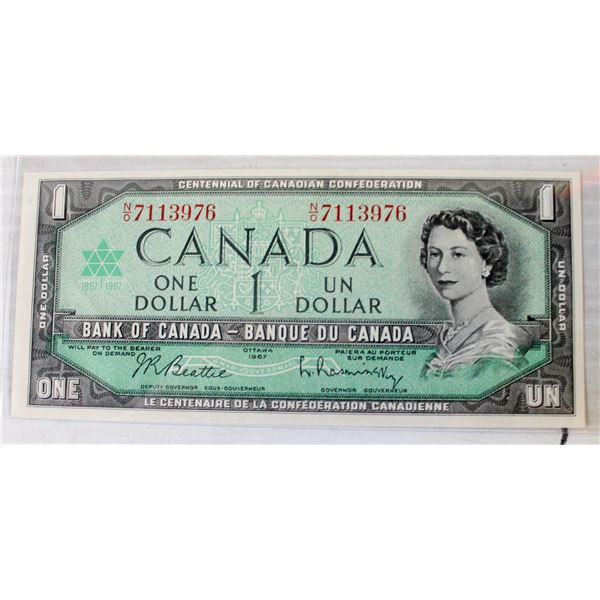 CENTENNIAL OF CANADIAN CONFEDERATION
1 N/O 7113976 N/O 7113976 1
CANADA
1867 1967
ONE DOLLAR 1 UN DOLLAR
ONE DOLLAR
UN·DOLLAR
BANK OF CANADA – BANQUE DU CANADA
WILL PAY TO THE BEARER ON DEMAND
OTTAWA 1967
PAIERA AU PORTEUR SUR DEMANDE
J.R. Beattie L. Rasminsky
DEPUTY GOVERNOR SOUS-GOUVERNEUR GOVERNOR GOUVERNEUR
ONE UN
LE CENTENAIRE DE LA CONFEDERATION CANADIENNE